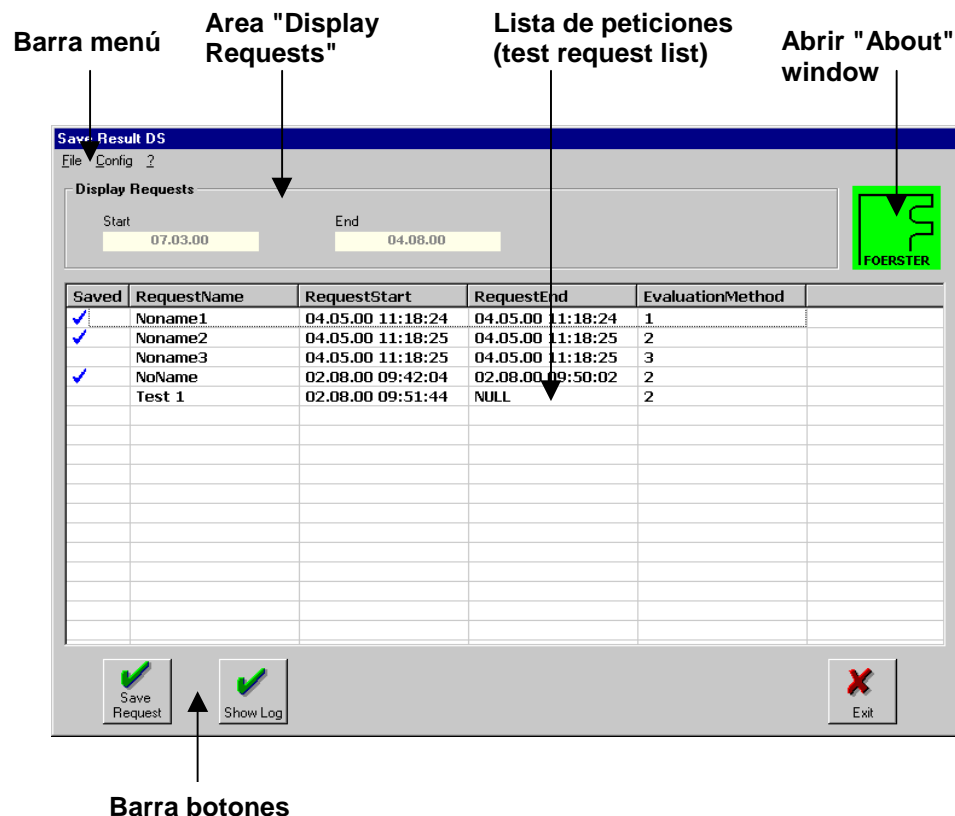 Barra menú
Area "Display
Requests"
Lista de peticiones
(test request list)
Abrir "About"
window
Save Result DS
File Config ?
Display Requests
Start End
07.03.00 04.08.00
FOERSTER
Saved RequestName RequestStart RequestEnd EvaluationMethod
Noname1 04.05.00 11:18:24 04.05.00 11:18:24 1
Noname2 04.05.00 11:18:25 04.05.00 11:18:25 2
Noname3 04.05.00 11:18:25 04.05.00 11:18:25 3
NoName 02.08.00 09:42:04 02.08.00 09:50:02 2
Test 1 02.08.00 09:51:44 NULL 2
Save
Request
Show Log
Exit
Barra botones